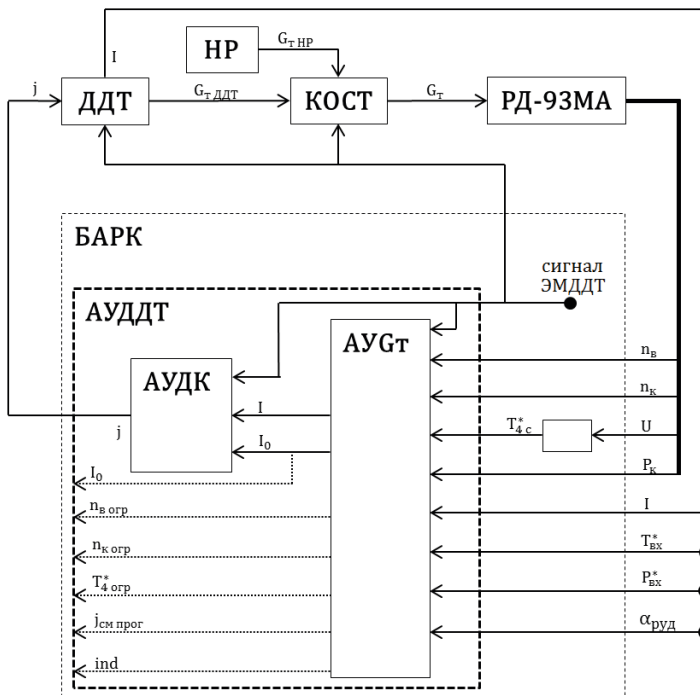 I
НР
Gт НР
j
ДДТ
Gт ДДТ
КОСТ
Gт
РД-93МА
БАРК
сигнал
ЭМДДТ
АУДДТ
АУGт
nв
АУДК
nк
I
T*4 с
U
j
I0
Pк
I0
I
nв огр
T*вх
nк огр
P*вх
T*4 огр
jсм прог
αруд
ind